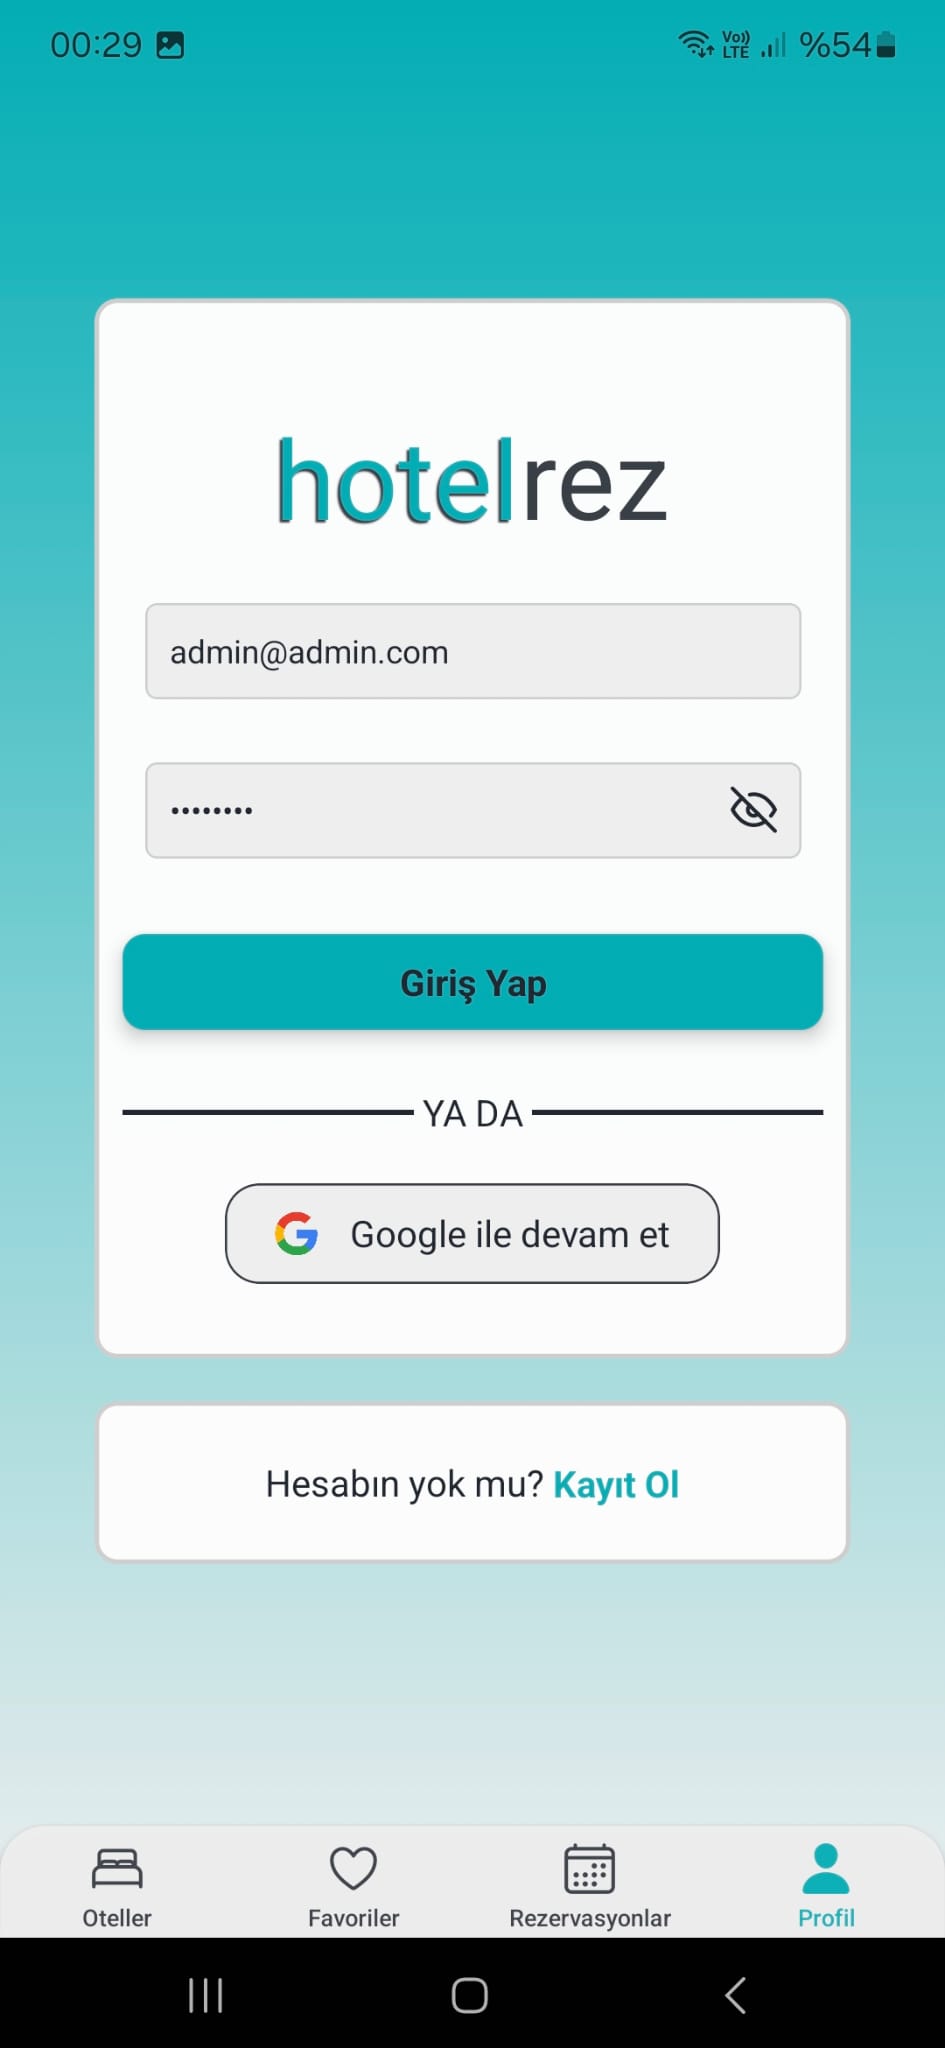 00:29 Vo)) LTE %54
hotelrez
admin@admin.com
••••••••
Giriş Yap
YA DA
Google ile devam et
Hesabın yok mu? Kayıt Ol
Oteller Favoriler Rezervasyonlar Profil